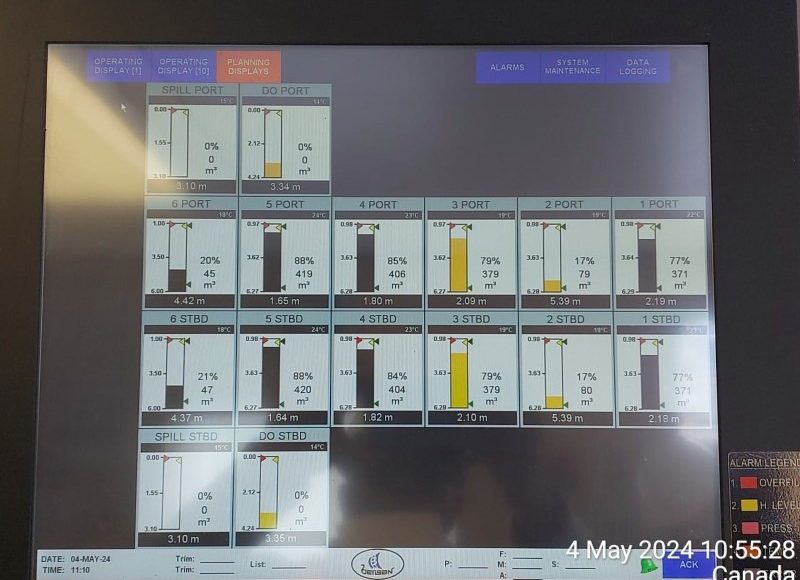 OPERATING DISPLAY [1]
OPERATING DISPLAY [10]
PLANNING DISPLAYS
ALARMS
SYSTEM MAINTENANCE
DATA LOGGING
SPILL PORT
15°C
0.00
1.55
0%
0
m³
3.10 m
DO PORT
14°C
0.00
2.12
4.24
0%
0
m³
3.34 m
6 PORT
18°C
1.00
3.50
6.00
20%
45
m³
4.42 m
5 PORT
24°C
0.97
3.62
6.27
88%
419
m³
1.65 m
4 PORT
23°C
0.98
3.63
6.28
85%
406
m³
1.80 m
3 PORT
19°C
0.97
3.62
6.27
79%
379
m³
2.09 m
2 PORT
19°C
0.98
3.63
6.28
17%
79
m³
5.39 m
1 PORT
22°C
0.98
3.63
6.28
77%
371
m³
2.19 m
6 STBD
18°C
1.00
3.50
6.00
21%
47
m³
4.37 m
5 STBD
24°C
0.98
3.63
6.28
88%
420
m³
1.64 m
4 STBD
23°C
0.98
3.63
6.28
84%
404
m³
1.82 m
3 STBD
19°C
0.98
3.63
6.28
79%
379
m³
2.10 m
2 STBD
19°C
0.98
3.63
6.28
17%
80
m³
5.39 m
1 STBD
0.98
3.63
6.28
77%
371
m³
2.18 m
SPILL STBD
15°C
0.00
1.55
3.10
0%
0
m³
3.10 m
DO STBD
14°C
0.00
2.12
4.24
0%
0
m³
3.35 m
ALARM LEGEND
1. OVERFIL
2. H. LEVEL
3. PRESS
DATE: 04-MAY-24
TIME: 11:10
Trim:
Trim:
List:
P:
F:
M:
A:
S:
ACK
4 May 2024 10:55:28
Canada